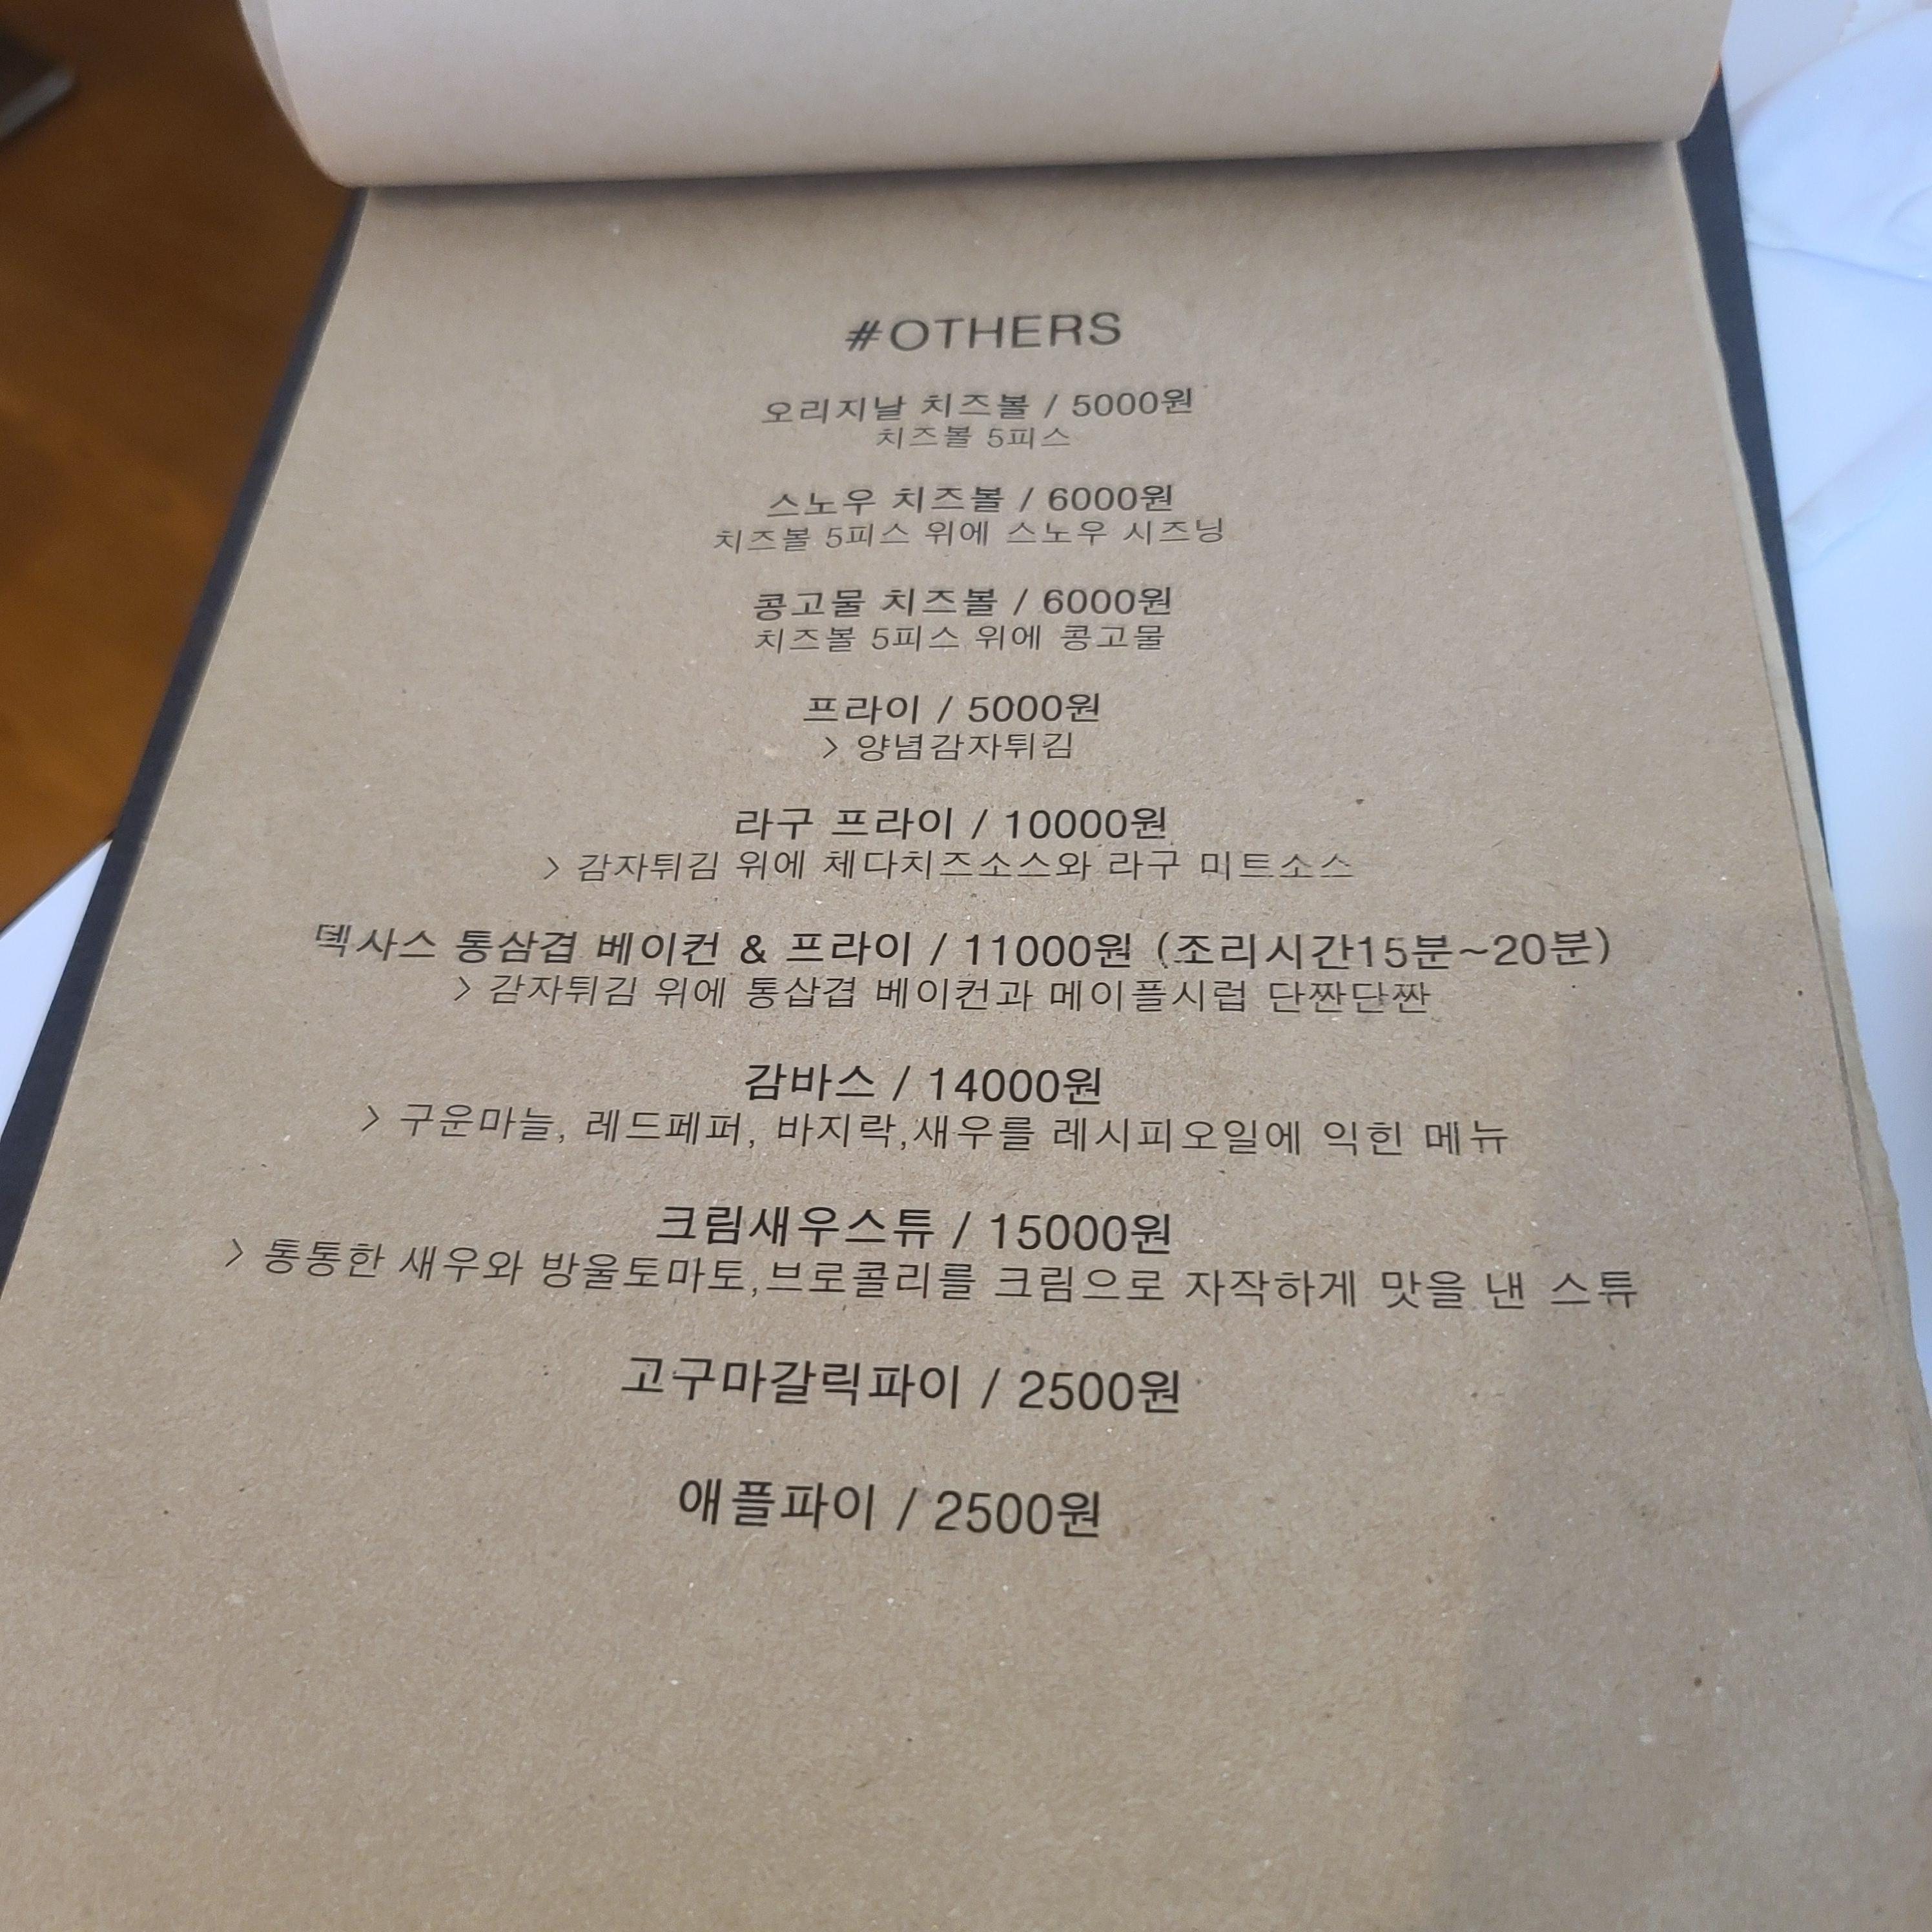 #OTHERS
오리지날 치즈볼 / 5000원
치즈볼 5피스
스노우 치즈볼 / 6000원
치즈볼 5피스 위에 스노우 시즈닝
콩고물 치즈볼 / 6000원
치즈볼 5피스 위에 콩고물
프라이 / 5000원
> 양념감자튀김
라구 프라이 / 10000원
> 감자튀김 위에 체다치즈소스와 라구 미트소스
텍사스 통삼겹 베이컨 & 프라이 / 11000원 (조리시간15분~20분)
> 감자튀김 위에 통삽겹 베이컨과 메이플시럽 단짠단짠
감바스 / 14000원
> 구운마늘, 레드페퍼, 바지락,새우를 레시피오일에 익힌 메뉴
크림새우스튜 / 15000원
> 통통한 새우와 방울토마토,브로콜리를 크림으로 자작하게 맛을 낸 스튜
고구마갈릭파이 / 2500원
애플파이 / 2500원